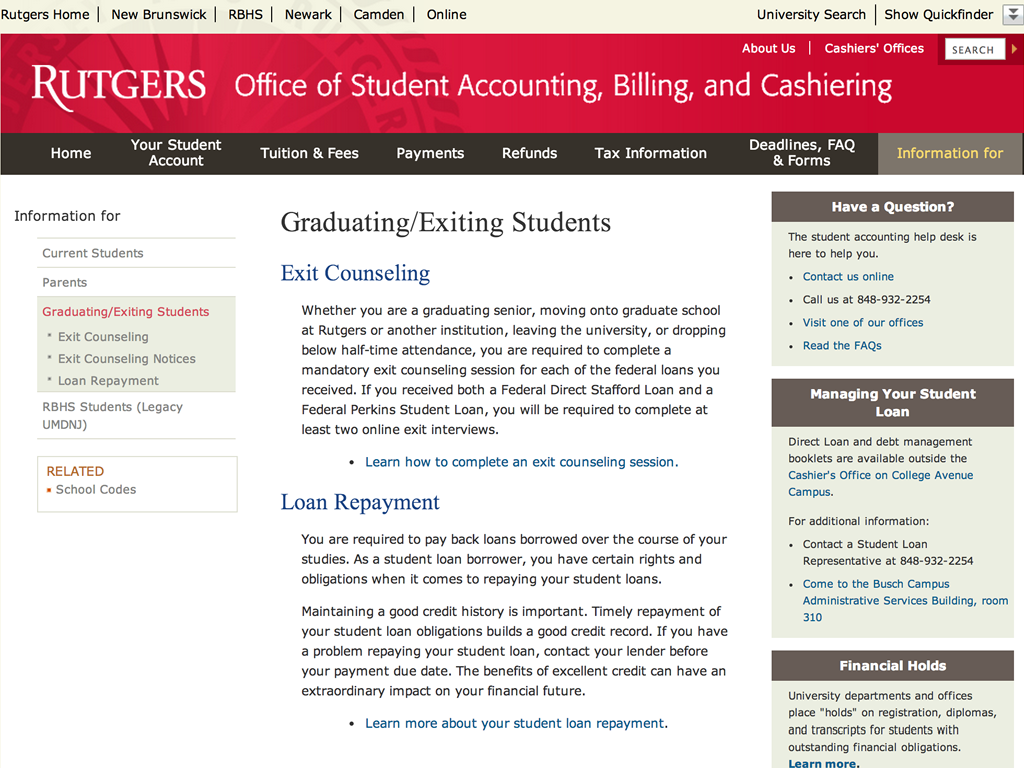 Rutgers Home | New Brunswick | RBHS | Newark | Camden | Online
University Search | Show Quickfinder
About Us | Cashiers' Offices
SEARCH
RUTGERS Office of Student Accounting, Billing, and Cashiering
Home
Your Student
Account
Tuition & Fees
Payments
Refunds
Tax Information
Deadlines, FAQ
& Forms
Information for
Information for
Current Students
Parents
Graduating/Exiting Students
* Exit Counseling
* Exit Counseling Notices
* Loan Repayment
RBHS Students (Legacy
UMDNJ)
RELATED
▪ School Codes
Graduating/Exiting Students
Exit Counseling
Whether you are a graduating senior, moving onto graduate school
at Rutgers or another institution, leaving the university, or dropping
below half-time attendance, you are required to complete a
mandatory exit counseling session for each of the federal loans you
received. If you received both a Federal Direct Stafford Loan and a
Federal Perkins Student Loan, you will be required to complete at
least two online exit interviews.
• Learn how to complete an exit counseling session.
Loan Repayment
You are required to pay back loans borrowed over the course of your
studies. As a student loan borrower, you have certain rights and
obligations when it comes to repaying your student loans.
Maintaining a good credit history is important. Timely repayment of
your student loan obligations builds a good credit record. If you have
a problem repaying your student loan, contact your lender before
your payment due date. The benefits of excellent credit can have an
extraordinary impact on your financial future.
• Learn more about your student loan repayment.
Have a Question?
The student accounting help desk is
here to help you.
• Contact us online
• Call us at 848-932-2254
• Visit one of our offices
• Read the FAQs
Managing Your Student
Loan
Direct Loan and debt management
booklets are available outside the
Cashier's Office on College Avenue
Campus.
For additional information:
• Contact a Student Loan
Representative at 848-932-2254
• Come to the Busch Campus
Administrative Services Building, room
310
Financial Holds
University departments and offices
place "holds" on registration, diplomas,
and transcripts for students with
outstanding financial obligations.
Learn more.